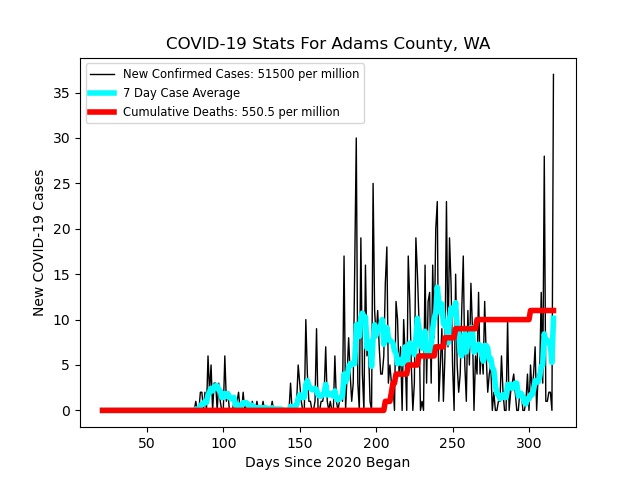 COVID-19 Stats For Adams County, WA
New Confirmed Cases: 51500 per million
7 Day Case Average
Cumulative Deaths: 550.5 per million
New COVID-19 Cases
35
30
25
20
15
10
5
0
50 100 150 200 250 300
Days Since 2020 Began